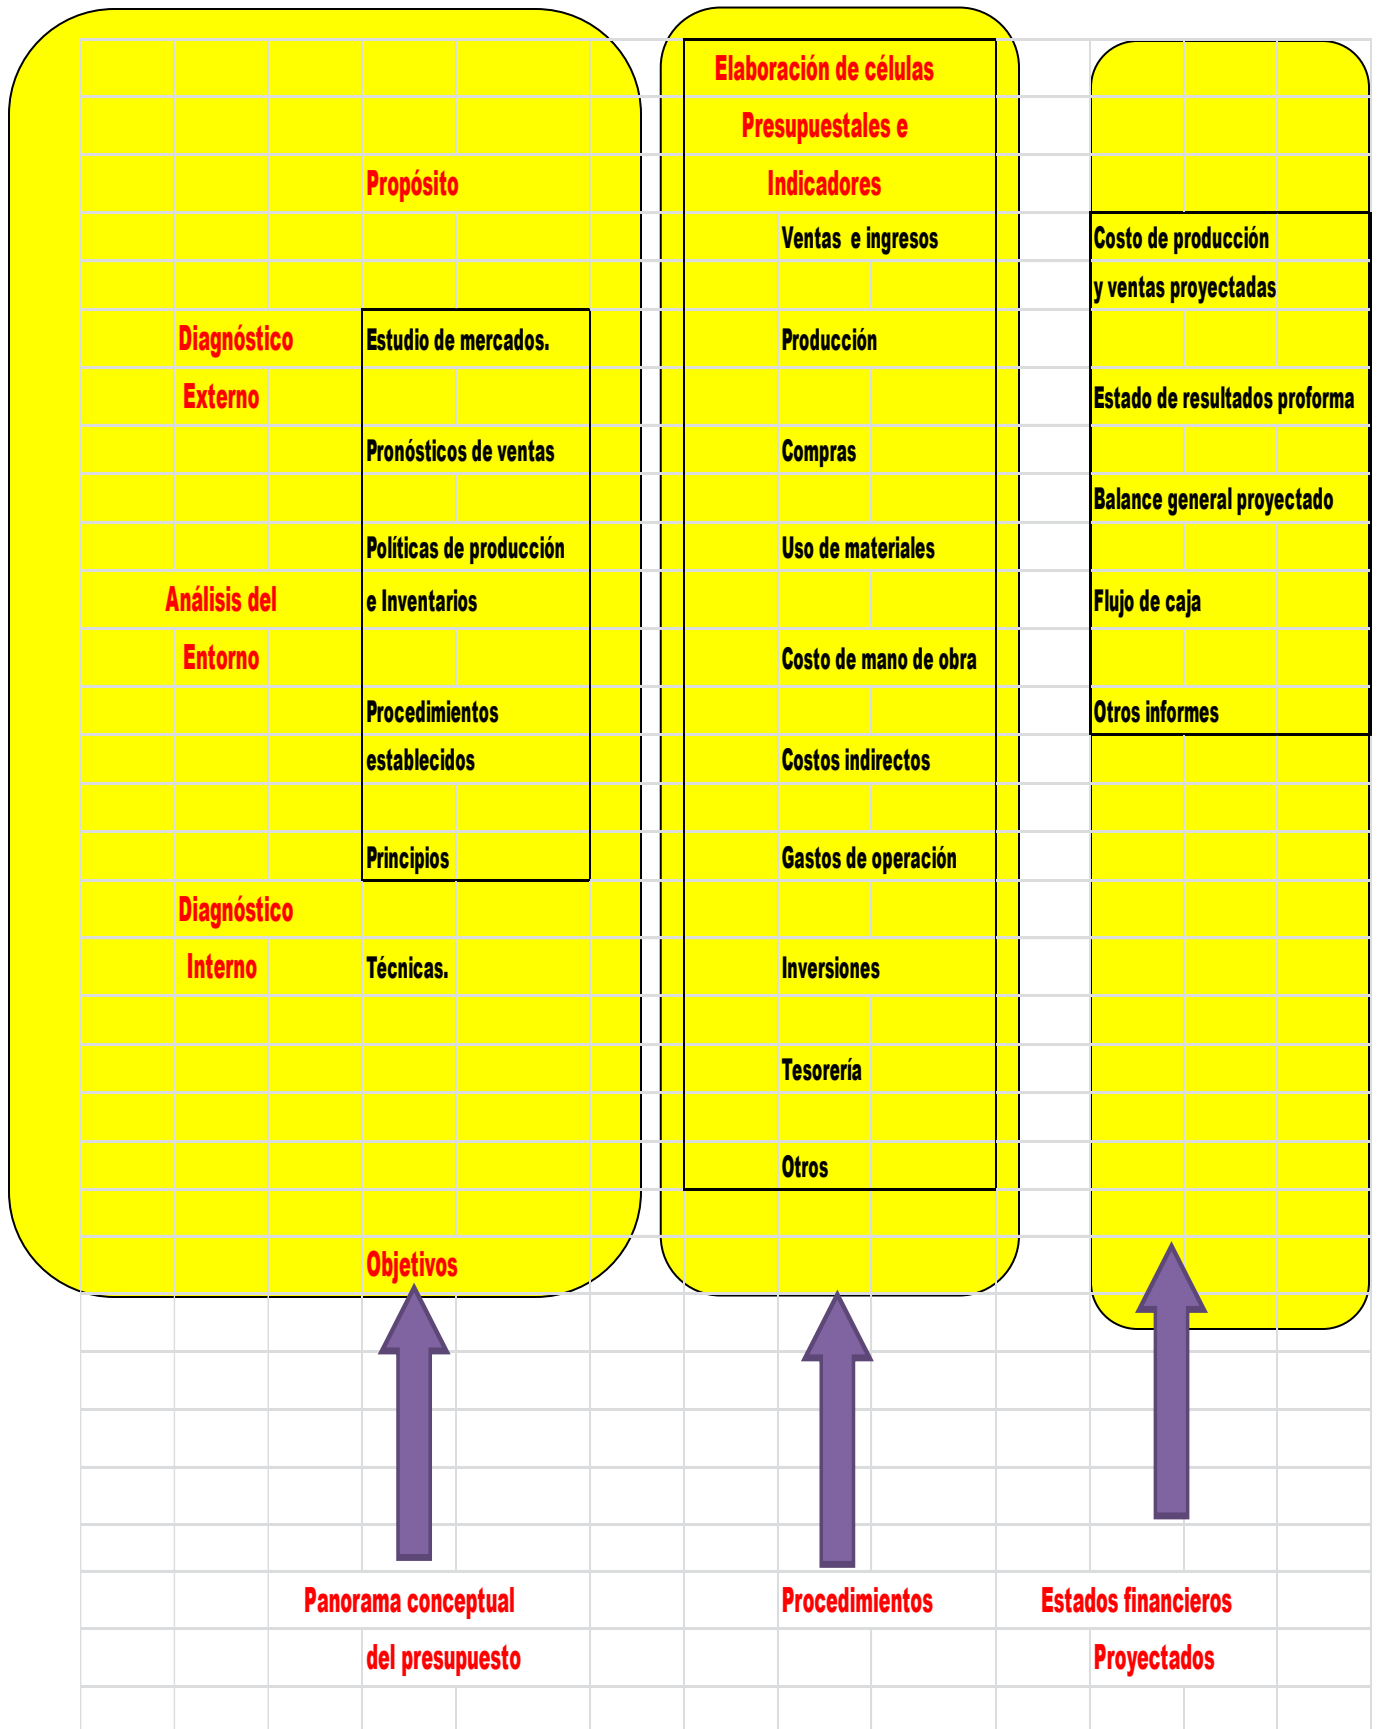 Propósito
Diagnóstico
Externo
Análisis del
Entorno
Diagnóstico
Interno
Estudio de mercados.
Pronósticos de ventas
Políticas de producción
e Inventarios
Procedimientos
establecidos
Principios
Técnicas.
Objetivos
Elaboración de células
Presupuestales e
Indicadores
Ventas  e ingresos
Producción
Compras
Uso de materiales
Costo de mano de obra
Costos indirectos
Gastos de operación
Inversiones
Tesorería
Otros
Costo de producción
y ventas proyectadas
Estado de resultados proforma
Balance general proyectado
Flujo de caja
Otros informes
Panorama conceptual
del presupuesto
Procedimientos
Estados financieros
Proyectados